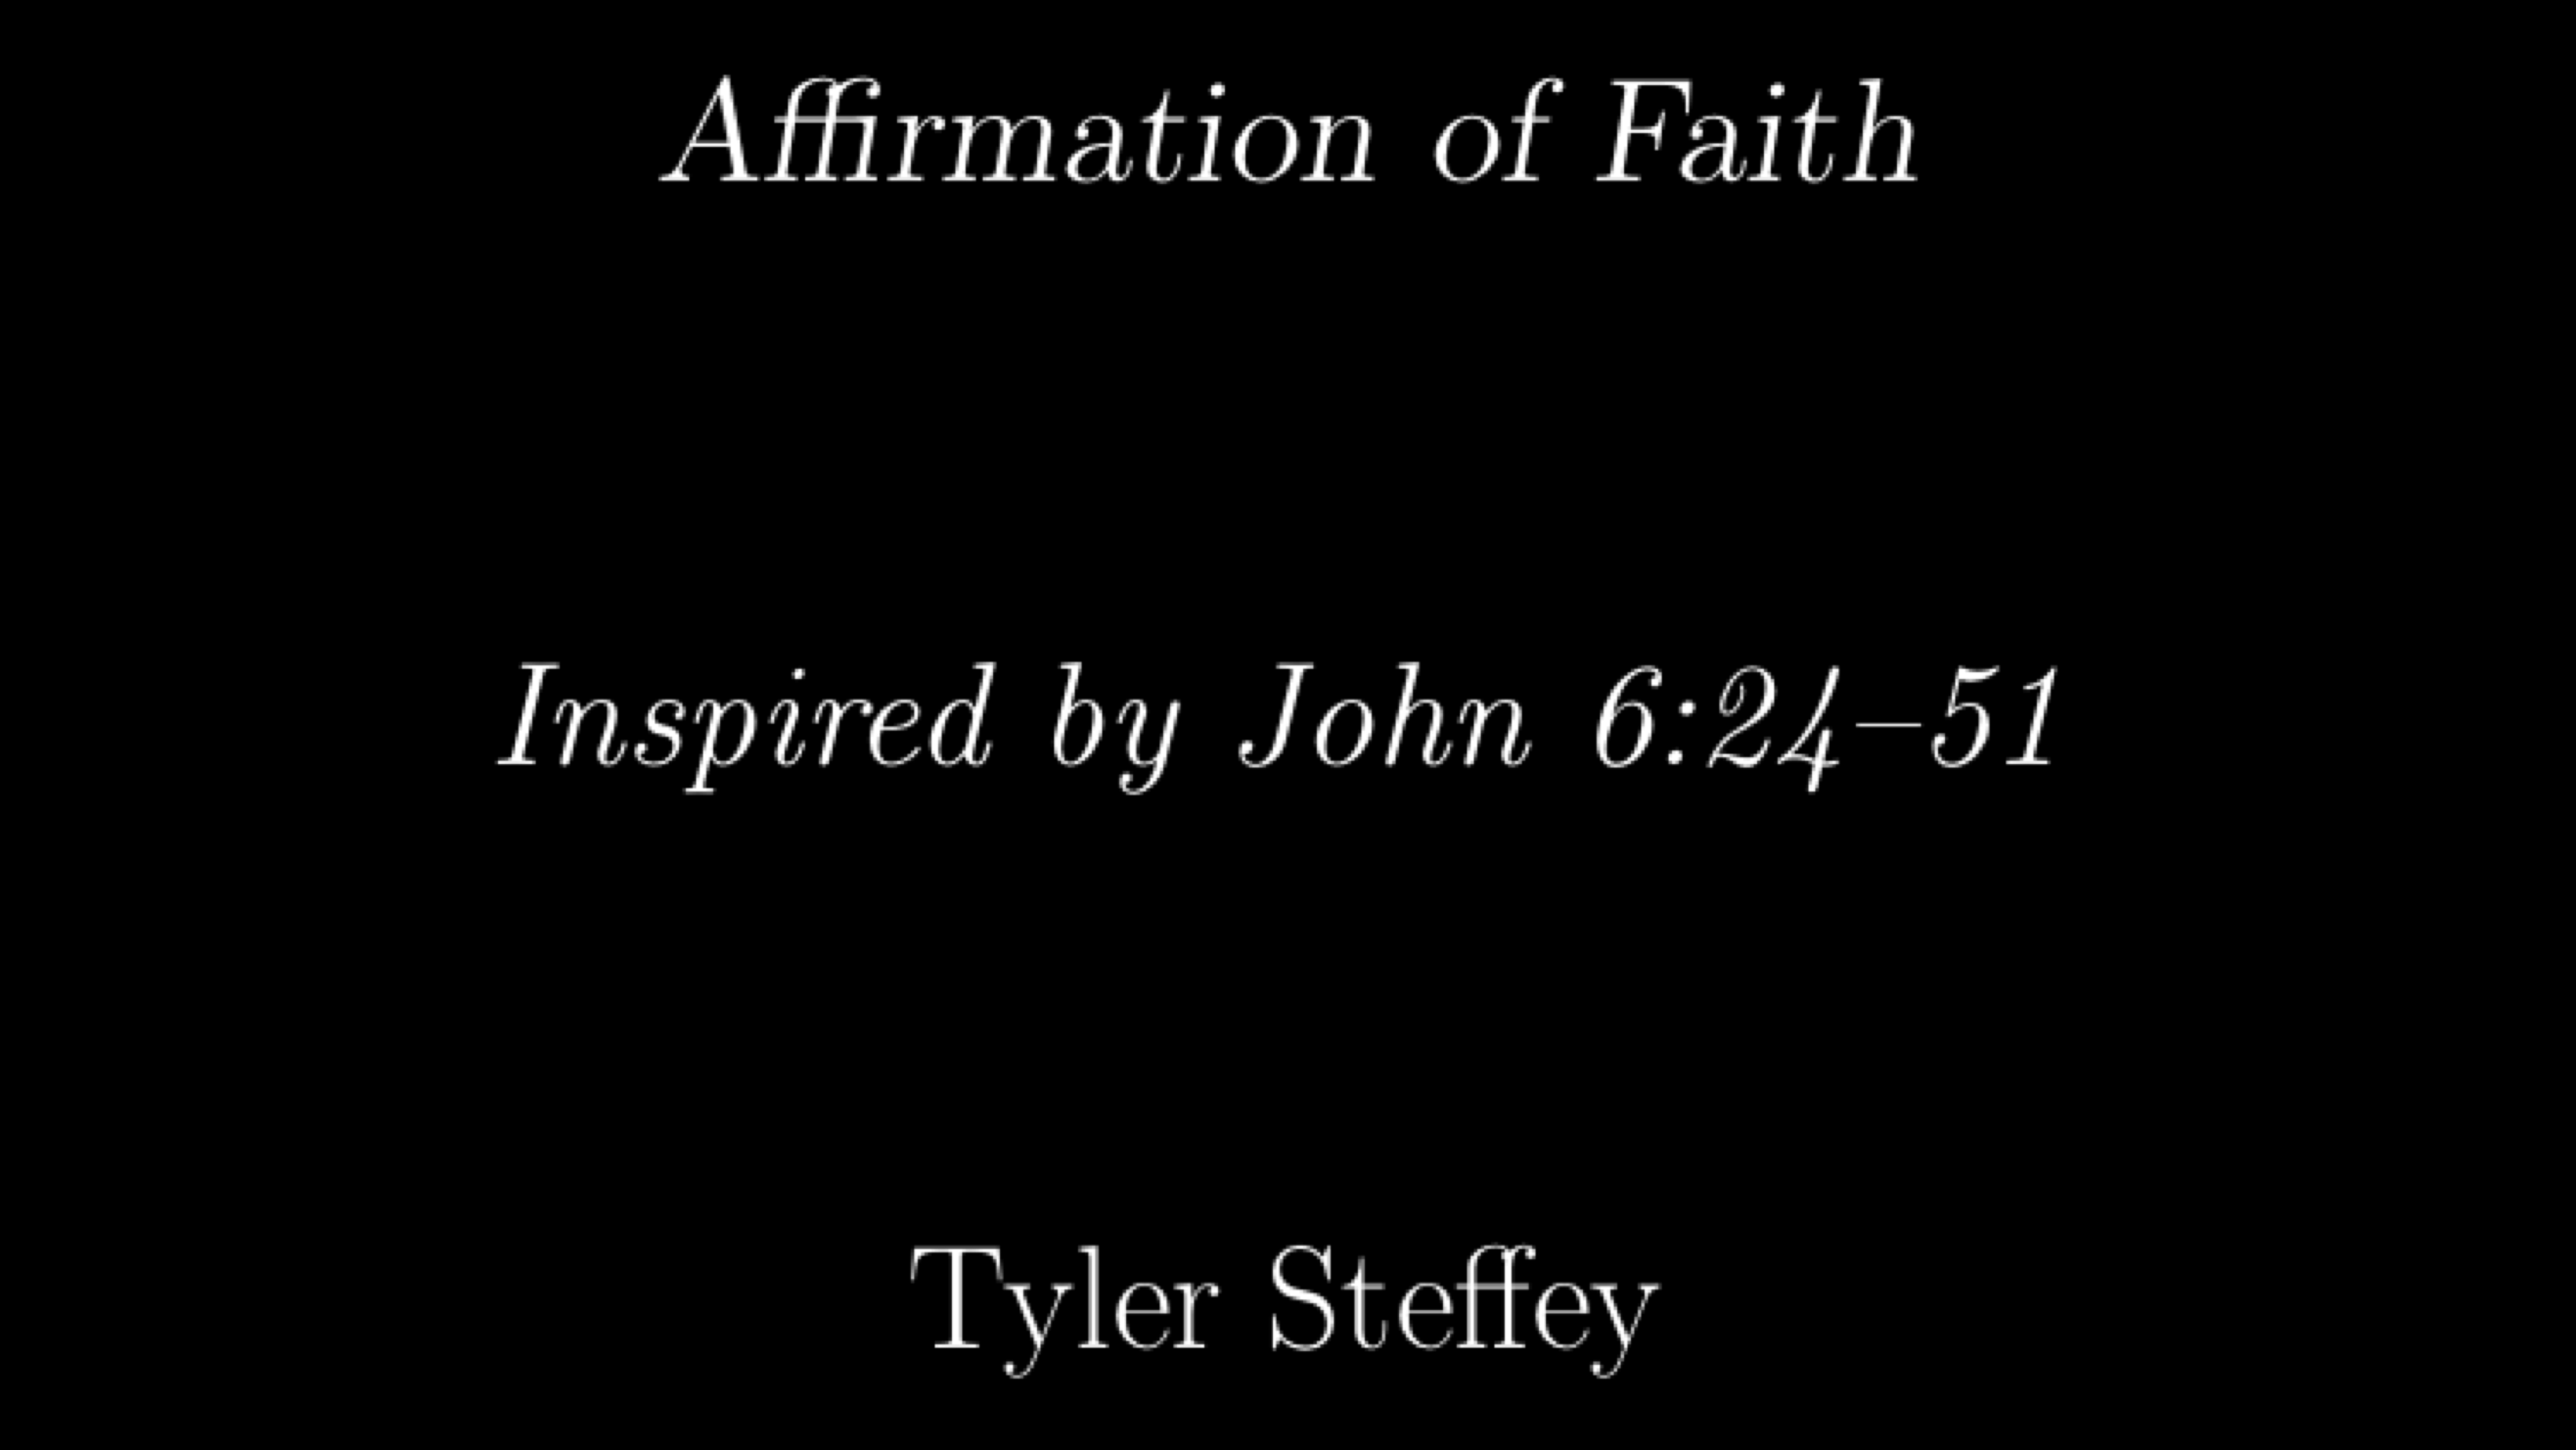 Affirmation of Faith
Inspired by John 6:24–51
Tyler Steffey